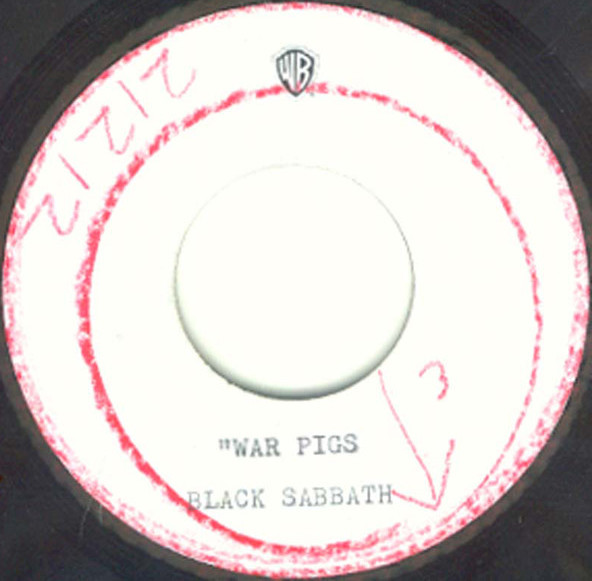 WB
"WAR PIGS
BLACK SABBATH
3